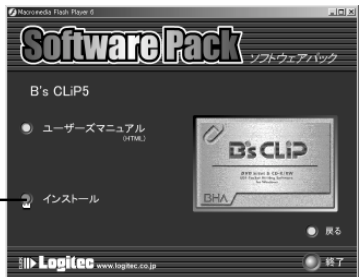 Macromedia Flash Player 6
Software Pack
ソフトウェアパック
B's CLiP5
ユーザーズマニュアル
(HTML)
B's CLiP
インストール
BHA
戻る
Logitec www.logitec.co.jp
終了